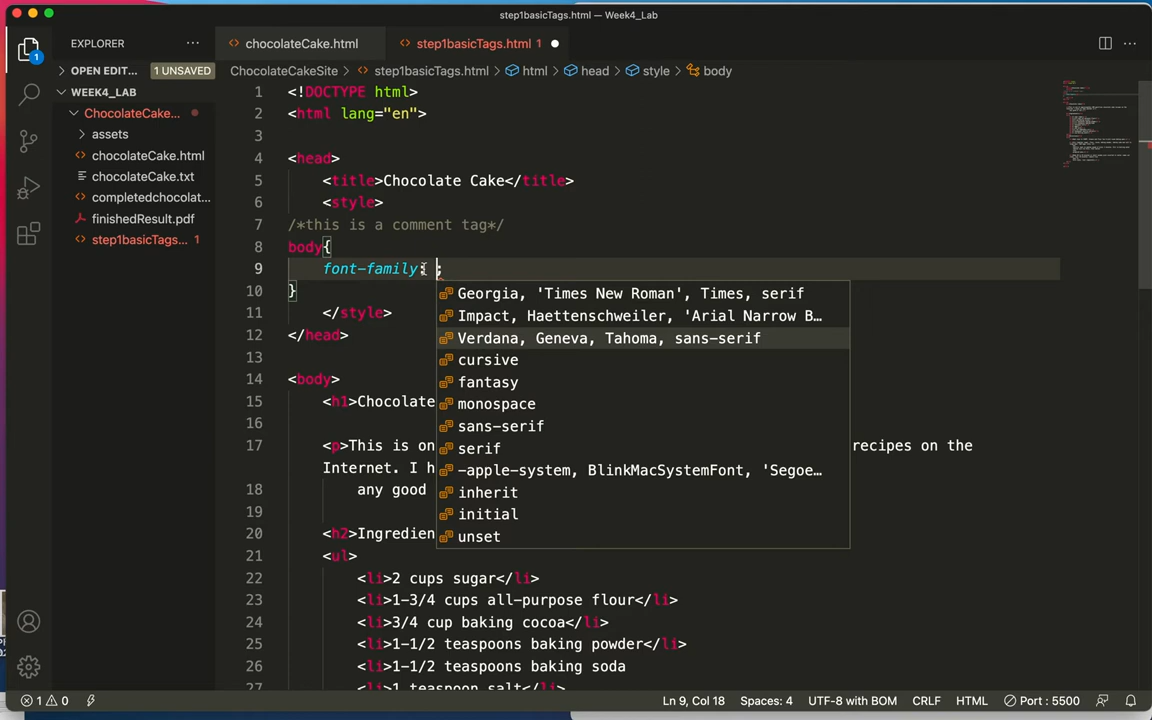 step1basicTags.html — Week4_Lab
EXPLORER
chocolateCake.html
step1basicTags.html 1
1
OPEN EDIT... 1 UNSAVED
ChocolateCakeSite > step1basicTags.html > html > head > style > body
WEEK4_LAB
ChocolateCake...
assets
chocolateCake.html
chocolateCake.txt
completedchocolat...
finishedResult.pdf
step1basicTags... 1
1 <!DOCTYPE html>
2 <html lang="en">
3
4 <head>
5 <title>Chocolate Cake</title>
6 <style>
7 /*this is a comment tag*/
8 body{
9 font-family: ;
10 }
11 </style>
12 </head>
13
14 <body>
15 <h1>Chocolate
16
17 <p>This is on recipes on the
Internet. I h
18 any good
19
20 <h2>Ingredien
21 <ul>
22 <li>2 cups sugar</li>
23 <li>1-3/4 cups all-purpose flour</li>
24 <li>3/4 cup baking cocoa</li>
25 <li>1-1/2 teaspoons baking powder</li>
26 <li>1-1/2 teaspoons baking soda
27 <li>1 teaspoon salt</li>
Georgia, 'Times New Roman', Times, serif
Impact, Haettenschweiler, 'Arial Narrow B...
Verdana, Geneva, Tahoma, sans-serif
cursive
fantasy
monospace
sans-serif
serif
-apple-system, BlinkMacSystemFont, 'Segoe...
inherit
initial
unset
1 0
Ln 9, Col 18 Spaces: 4 UTF-8 with BOM CRLF HTML Port : 5500